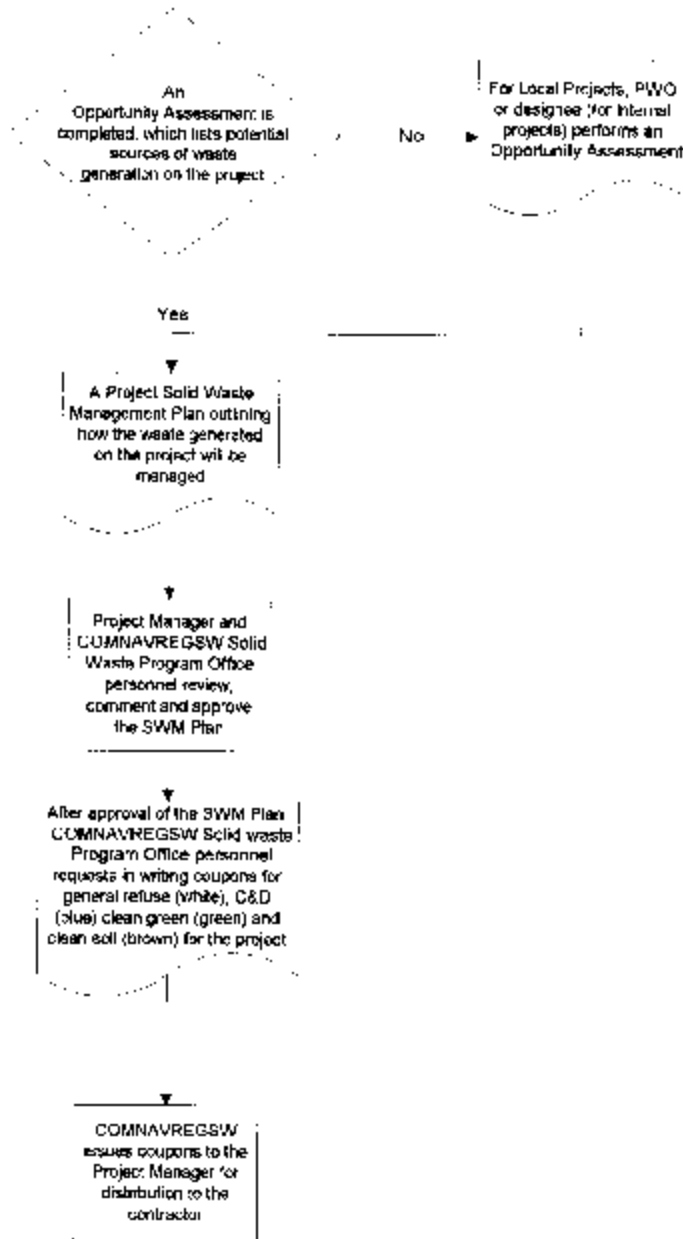 An
Opportunity Assessment is
completed, which lists potential
sources of waste
generation on the project
No
For Local Projects, PWO
or designee (for internal
projects) performs an
Opportunity Assessment
Yes
A Project Solid Waste
Management Plan outlining
how the waste generated
on the project will be
managed
Project Manager and
COMNAVREGSW Solid
Waste Program Office
personnel review,
comment and approve
the SWM Plan
After approval of the SWM Plan
COMNAVREGSW Solid waste
Program Office personnel
requests in writing coupons for
general refuse (white), C&D
(blue) clean green (green) and
clean soil (brown) for the project
COMNAVREGSW
issues coupons to the
Project Manager for
distribution to the
contractor